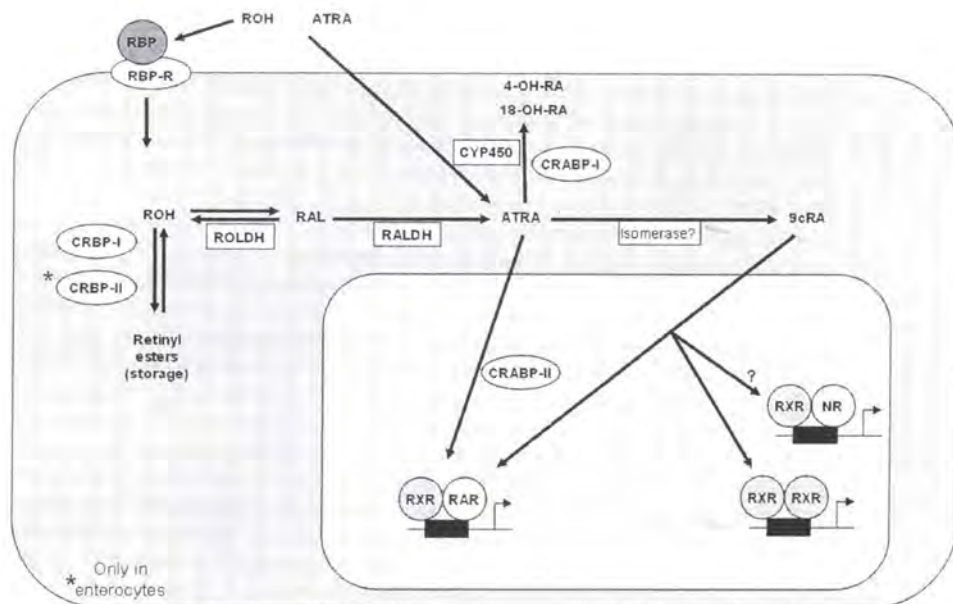 ROH ATRA
RBP
RBP-R
4-OH-RA
18-OH-RA
CYP450
CRABP-I
ROH
RAL
ATRA
9cRA
ROLDH
RALDH
Isomerase?
CRBP-I
* CRBP-II
Retinyl
esters
(storage)
CRABP-II
?
RXR NR
RXR RAR
RXR RXR
Only in
* enterocytes